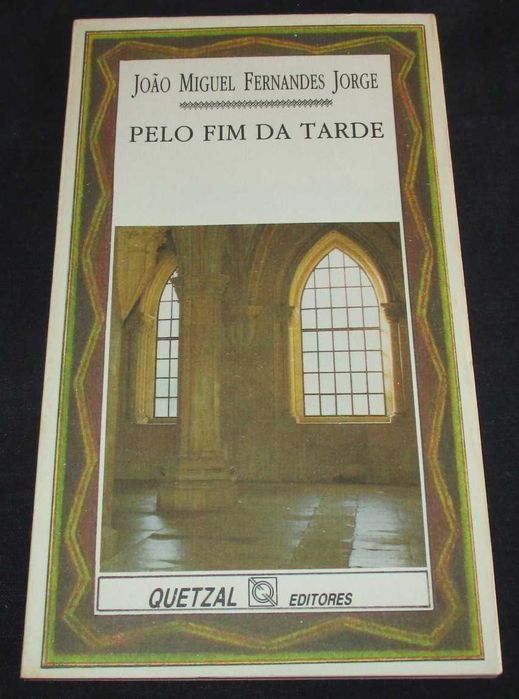 JOÃO MIGUEL FERNANDES JORGE
PELO FIM DA TARDE
QUETZAL EDITORES